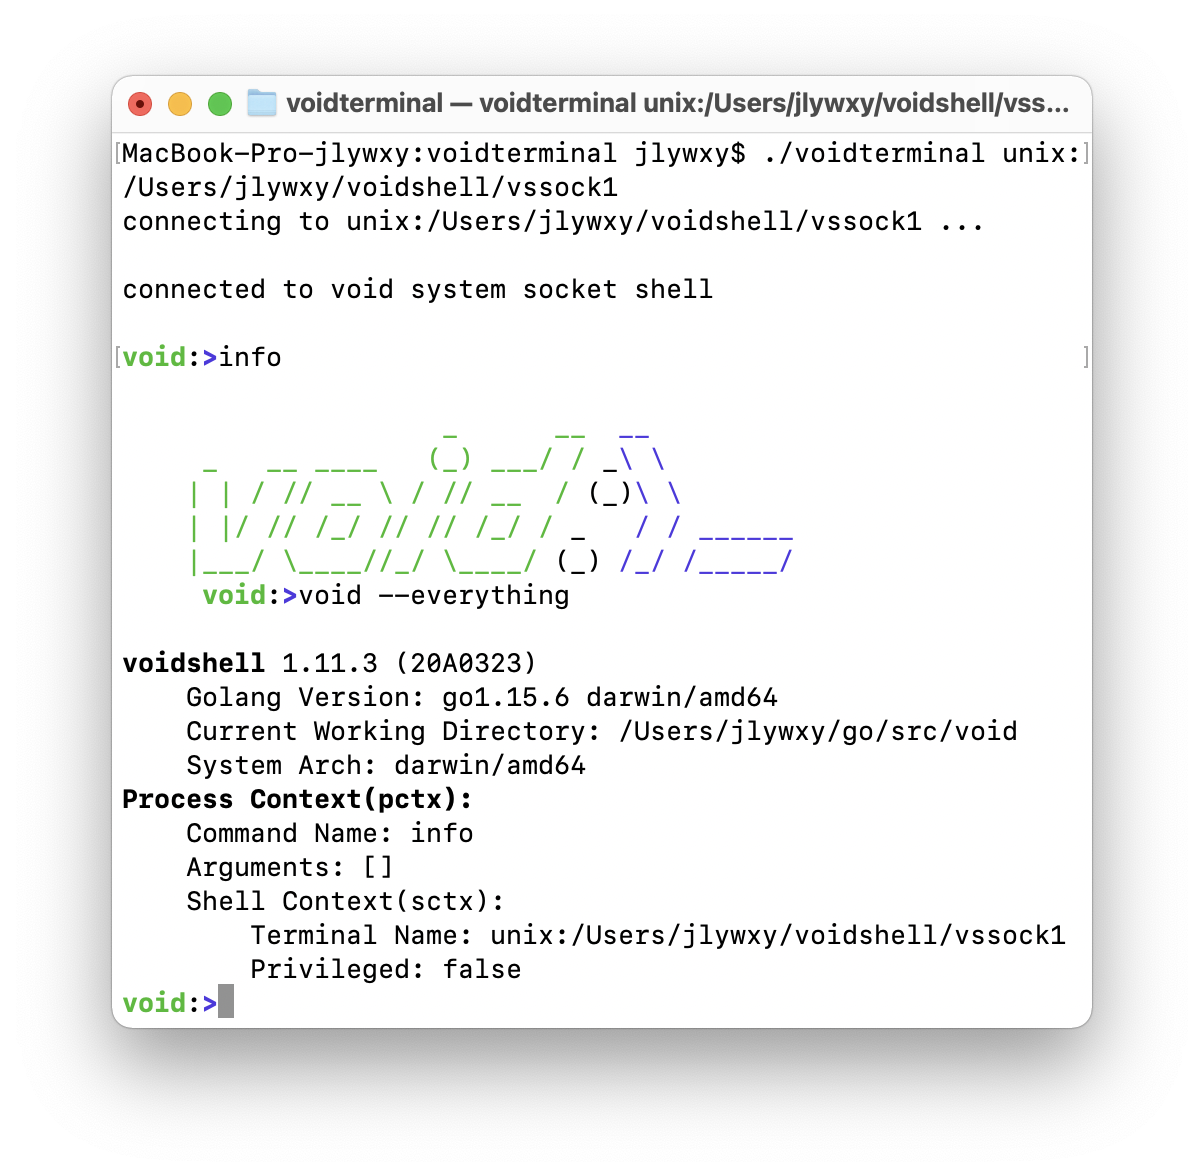 voidterminal — voidterminal unix:/Users/jlywxy/voidshell/vss...
[MacBook-Pro-jlywxy:voidterminal jlywxy$ ./voidterminal unix:]
/Users/jlywxy/voidshell/vssock1
connecting to unix:/Users/jlywxy/voidshell/vssock1 ...
connected to void system socket shell
[void:>info ]
void:>void --everything
voidshell 1.11.3 (20A0323)
Golang Version: go1.15.6 darwin/amd64
Current Working Directory: /Users/jlywxy/go/src/void
System Arch: darwin/amd64
Process Context(pctx):
Command Name: info
Arguments: []
Shell Context(sctx):
Terminal Name: unix:/Users/jlywxy/voidshell/vssock1
Privileged: false
void:>